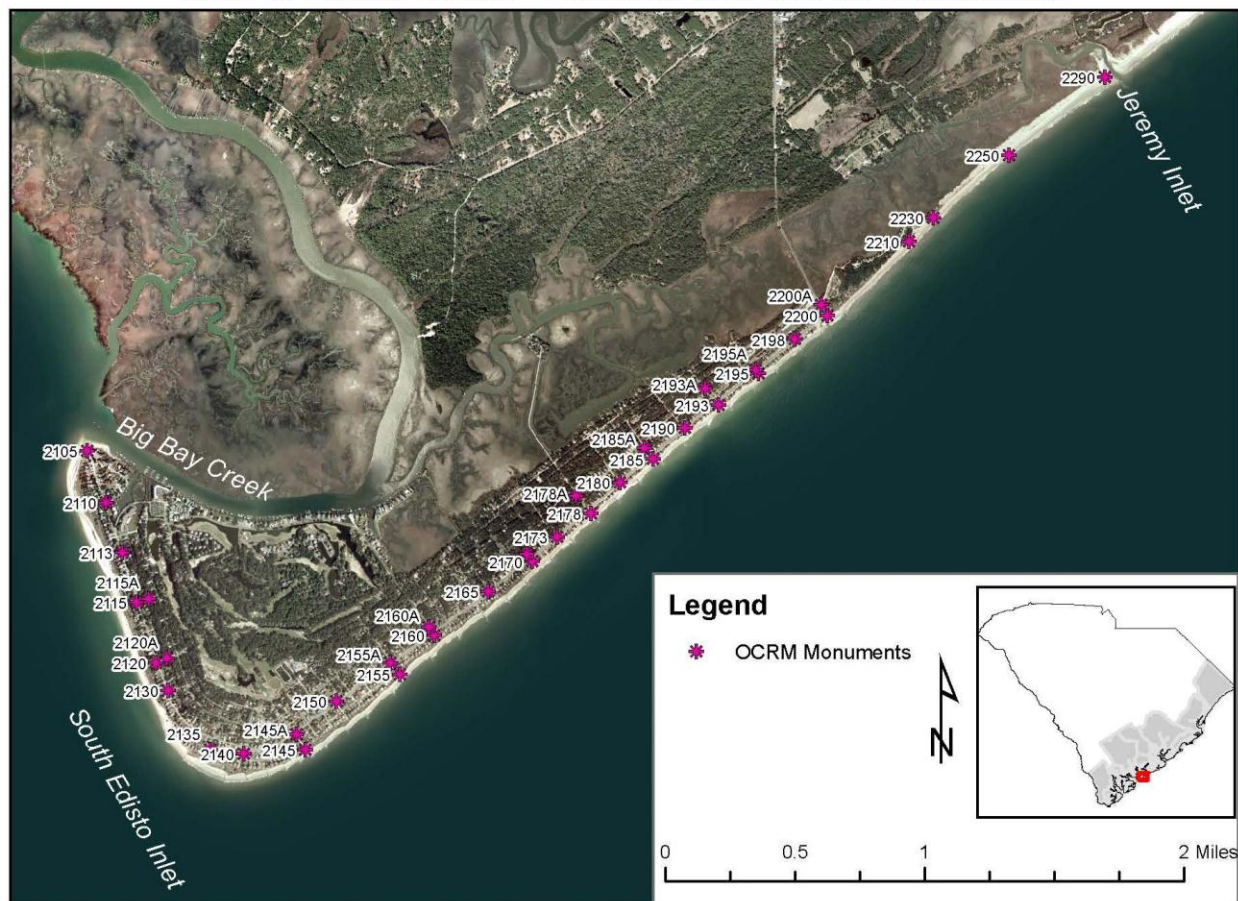 2290
Jeremy Inlet
2250
2230
2210
2200A
2200
2198
2195A
2195
2193A
2193
2190
2185A
2185
2180
2178A
2178
2173
2170
2165
2160A
2160
2155A
2155
2150
2145A
2145
2140
2135
2130
2120
2120A
2115
2115A
2113
2110
2105
Big Bay Creek
South Edisto Inlet
Legend
OCRM Monuments
N
0 0.5 1 2 Miles